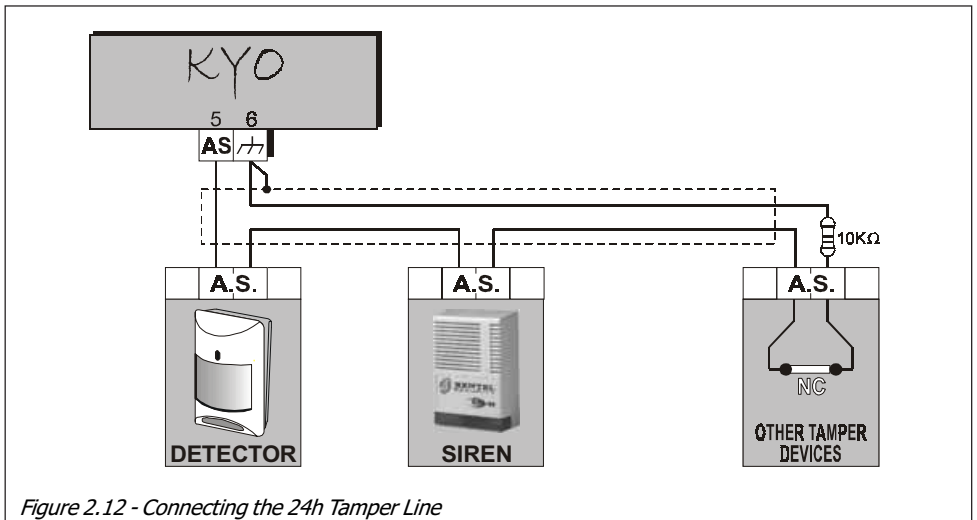 KYO
5 6
AS
10KΩ
A.S. A.S. A.S.
BENTEL
NC
OTHER TAMPER
DEVICES
DETECTOR SIREN
Figure 2.12 - Connecting the 24h Tamper Line